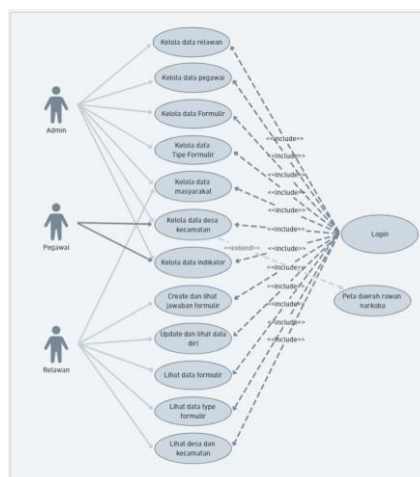 Kelola data relawan
Kelola data pegawai
Admin
Kelola data Formulir
<<include>>
Kelola data
Tipe Formulir
<<include>>
<<include>>
Kelola data
masyarakat
<<include>>
<<include>>
Pegawai
Kelola data desa
kecamatan
<<include>>
Login
<<extend>>
<<include>>
Kelola data indikator
<<include>>
<<include>>
Create dan lihat
jawaban formulir
Peta daerah rawan
narkoba
<<include>>
<<include>>
Update dan lihat data
diri
<<include>>
Relawan
Lihat data formulir
Lihat data type
formulir
Lihat desa dan
kecamatan